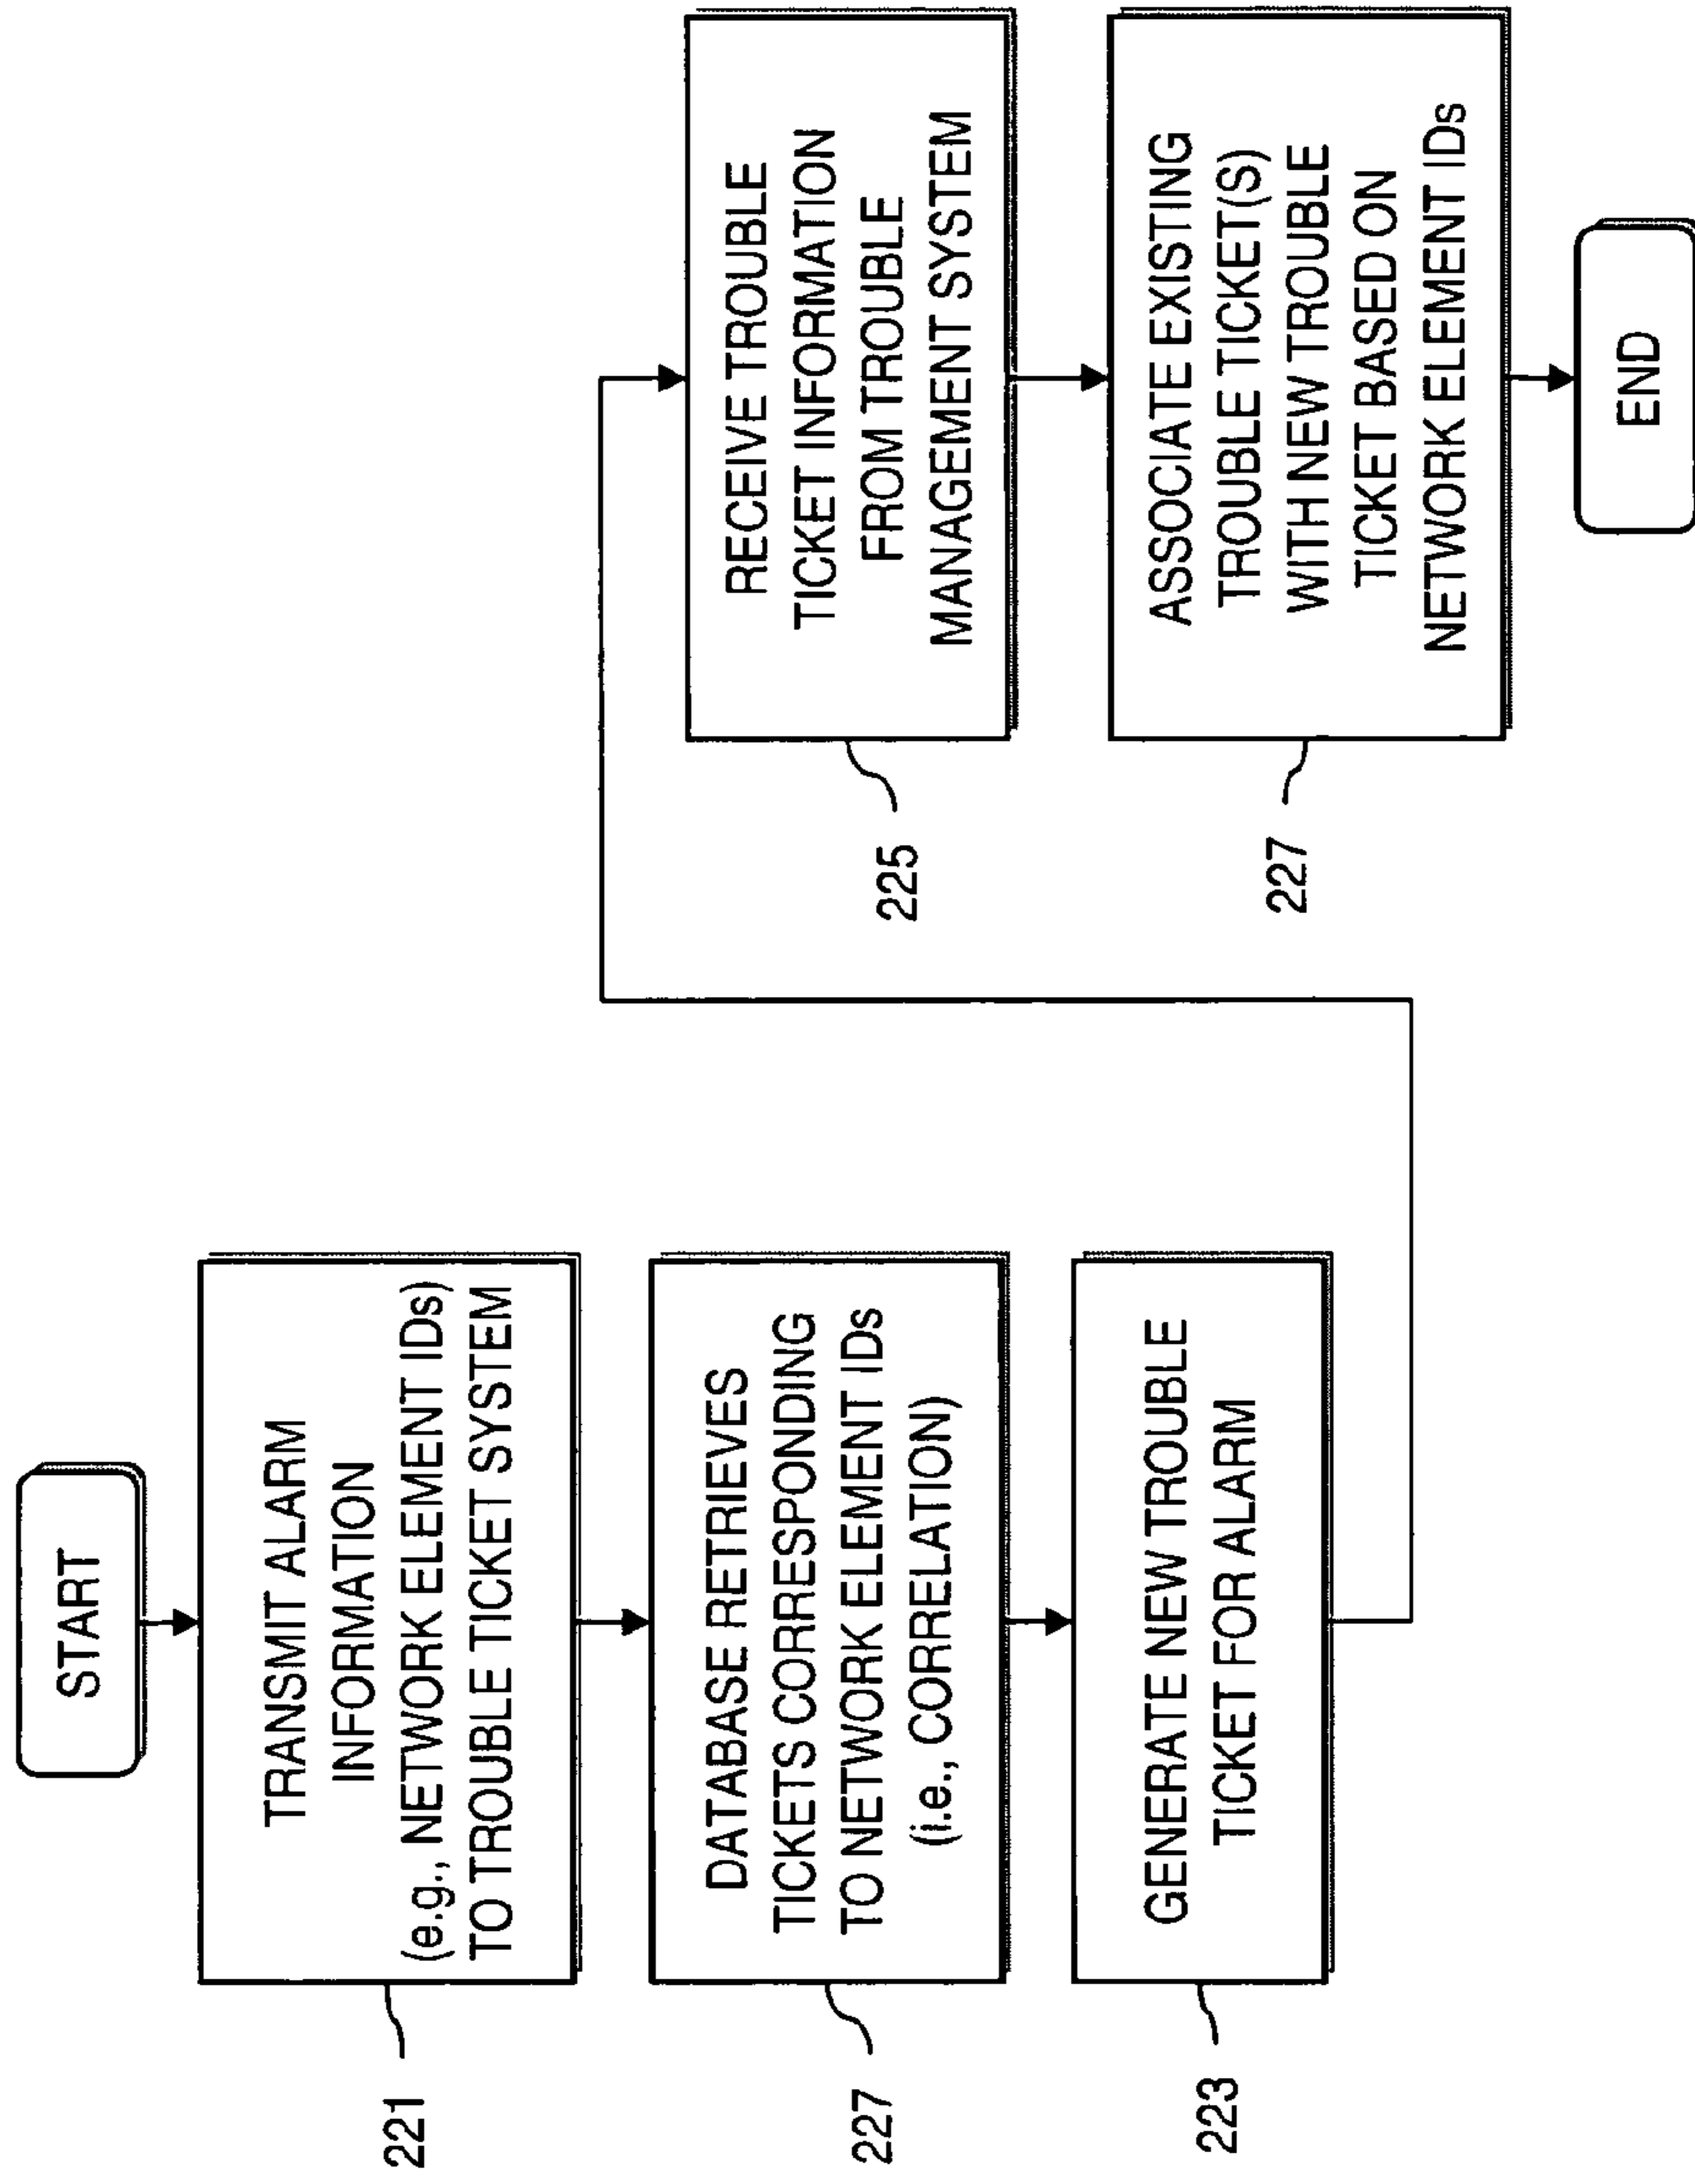 START
TRANSMIT ALARM
INFORMATION
(e.g., NETWORK ELEMENT IDs)
TO TROUBLE TICKET SYSTEM
221
DATABASE RETRIEVES
TICKETS CORRESPONDING
TO NETWORK ELEMENT IDs
(i.e., CORRELATION)
227
GENERATE NEW TROUBLE
TICKET FOR ALARM
223
RECEIVE TROUBLE
TICKET INFORMATION
FROM TROUBLE
MANAGEMENT SYSTEM
225
ASSOCIATE EXISTING
TROUBLE TICKET(S)
WITH NEW TROUBLE
TICKET BASED ON
NETWORK ELEMENT IDs
227
END